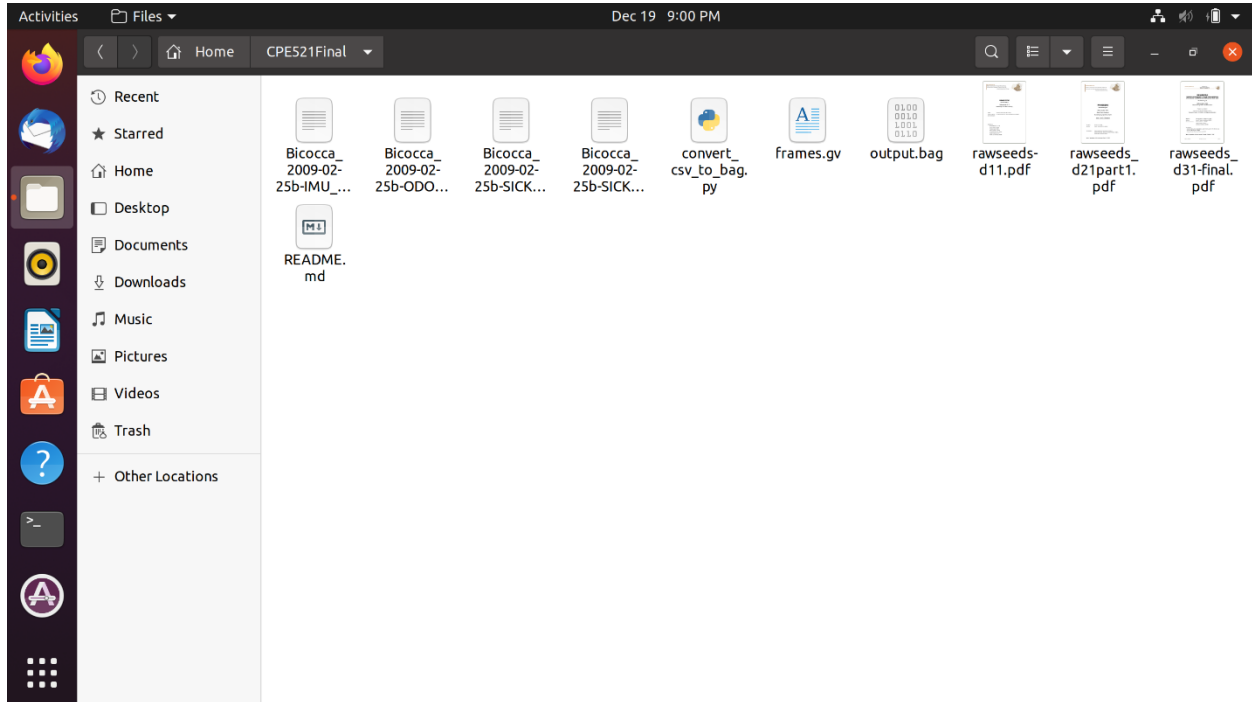 Activities
Files
Dec 19 9:00 PM
Home
CPE521Final
Recent
Starred
Home
Desktop
Documents
Downloads
Music
Pictures
Videos
Trash
+ Other Locations
Bicocca_
2009-02-
25b-IMU_...
Bicocca_
2009-02-
25b-ODO...
Bicocca_
2009-02-
25b-SICK...
Bicocca_
2009-02-
25b-SICK...
convert_
csv_to_bag.
py
frames.gv
output.bag
rawseeds-
d11.pdf
rawseeds_
d21part1.
pdf
rawseeds_
d31-final.
pdf
README.
md